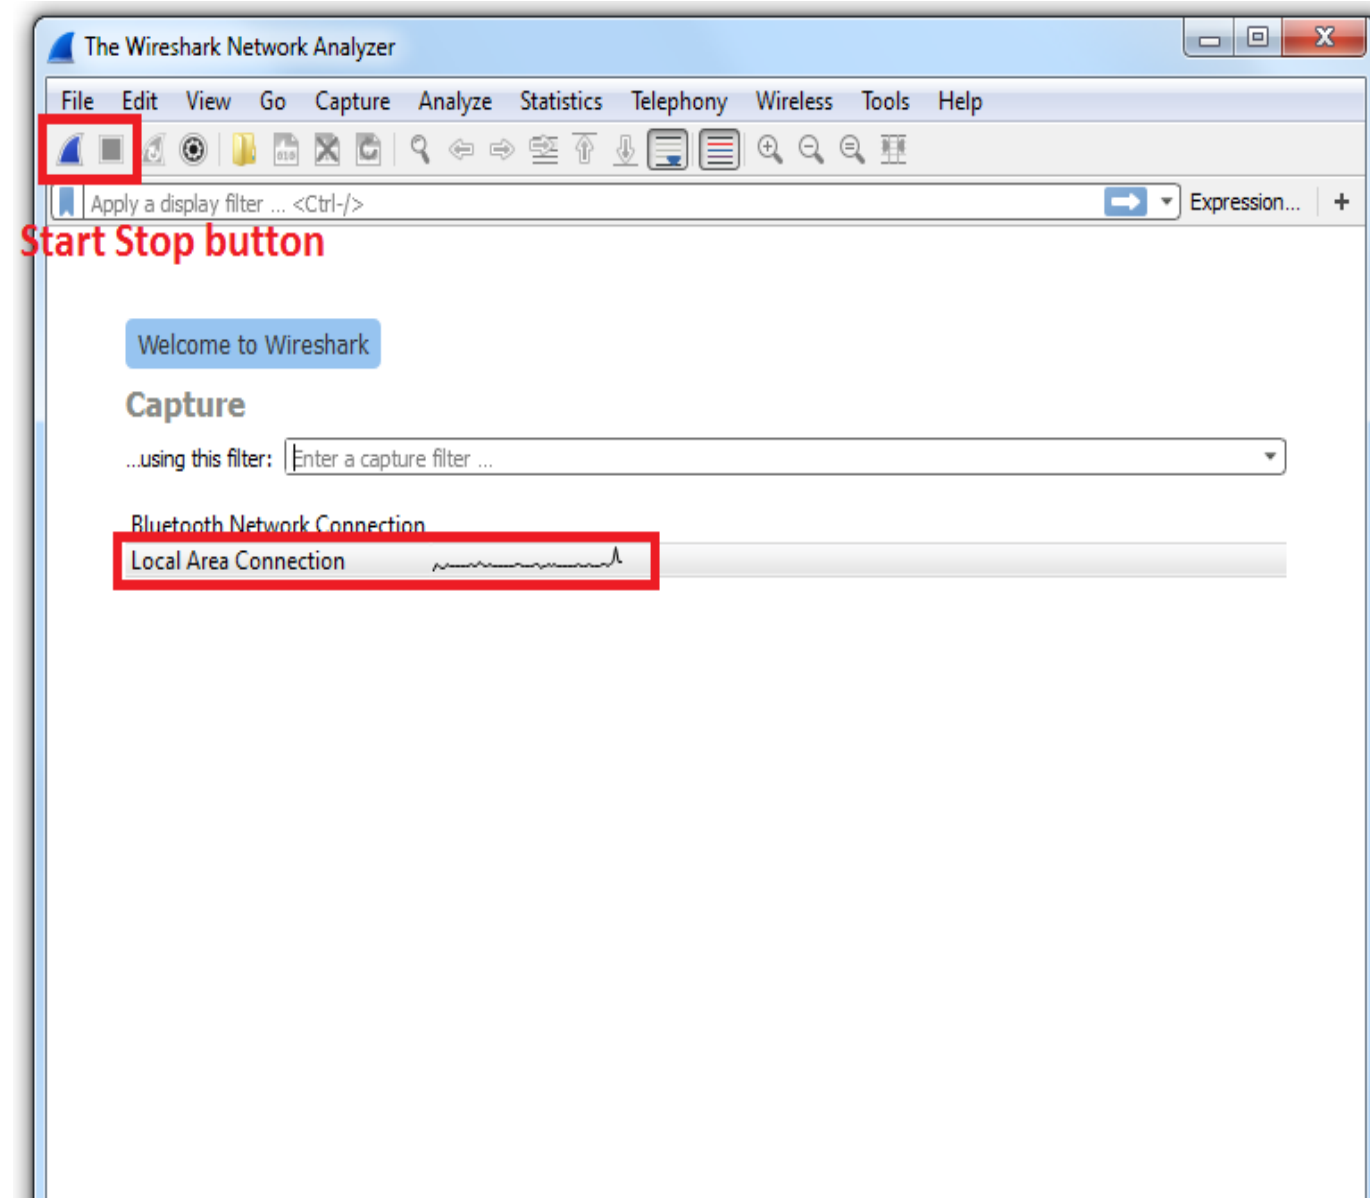 The Wireshark Network Analyzer
File Edit View Go Capture Analyze Statistics Telephony Wireless Tools Help
Apply a display filter ... <Ctrl-/>
Expression... +
Start Stop button
Welcome to Wireshark
Capture
...using this filter: Enter a capture filter ...
Bluetooth Network Connection
Local Area Connection